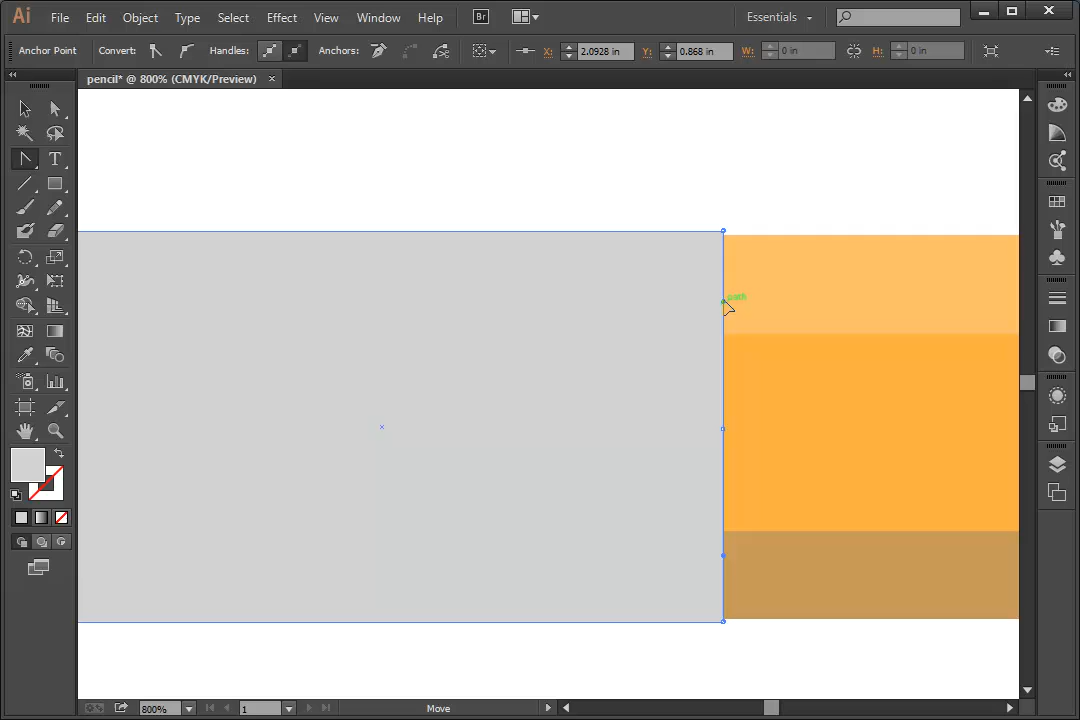 Ai File Edit Object Type Select Effect View Window Help Br Essentials
Anchor Point Convert: Handles: Anchors: X: 2.0928 in Y: 0.868 in W: 0 in H: 0 in
pencil* @ 800% (CMYK/Preview) ×
path
800% 1 Move